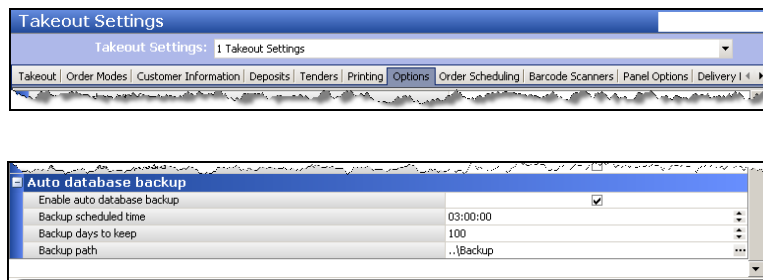 Takeout Settings
Takeout Settings: 1 Takeout Settings
Takeout Order Modes Customer Information Deposits Tenders Printing Options Order Scheduling Barcode Scanners Panel Options Delivery I
Auto database backup
Enable auto database backup
Backup scheduled time 03:00:00
Backup days to keep 100
Backup path ..\Backup